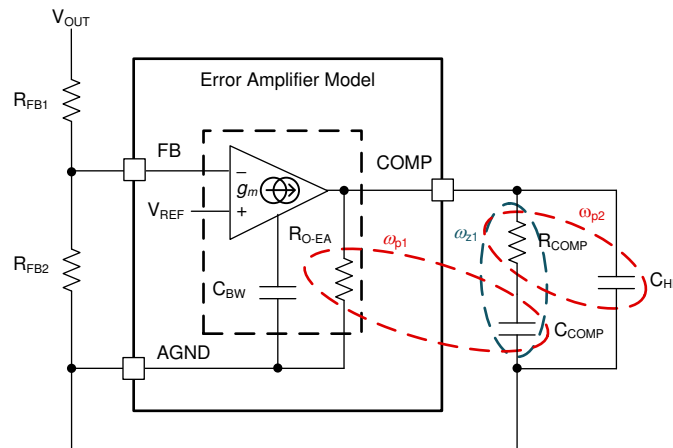 VOUT
RFB1
Error Amplifier Model
FB
COMP
gm
−
+
VREF
RO-EA
ωp1
ωz1
ωp2
RCOMP
RFB2
CBW
CHF
CCOMP
AGND